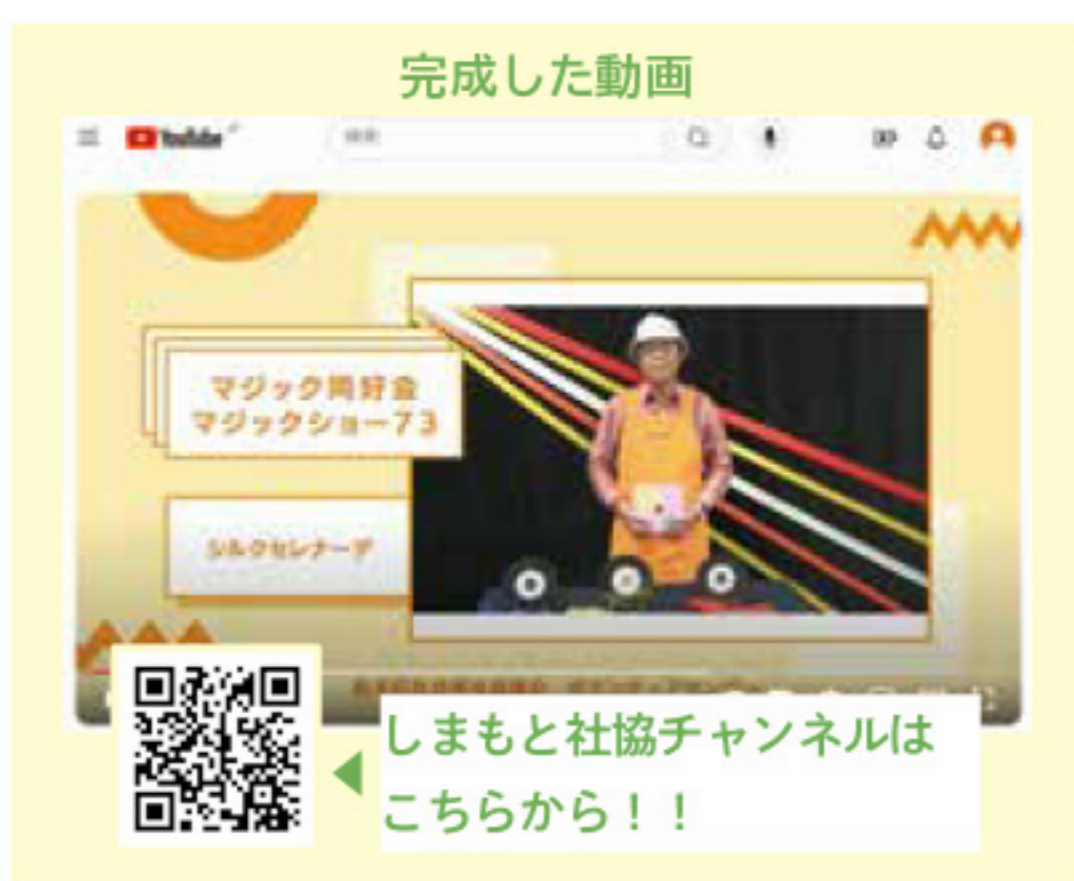 完成した動画
YouTube
検索
マジック同好会
マジックショー73
シルクセレナーデ
しまもと社協チャンネルは
こちらから！！